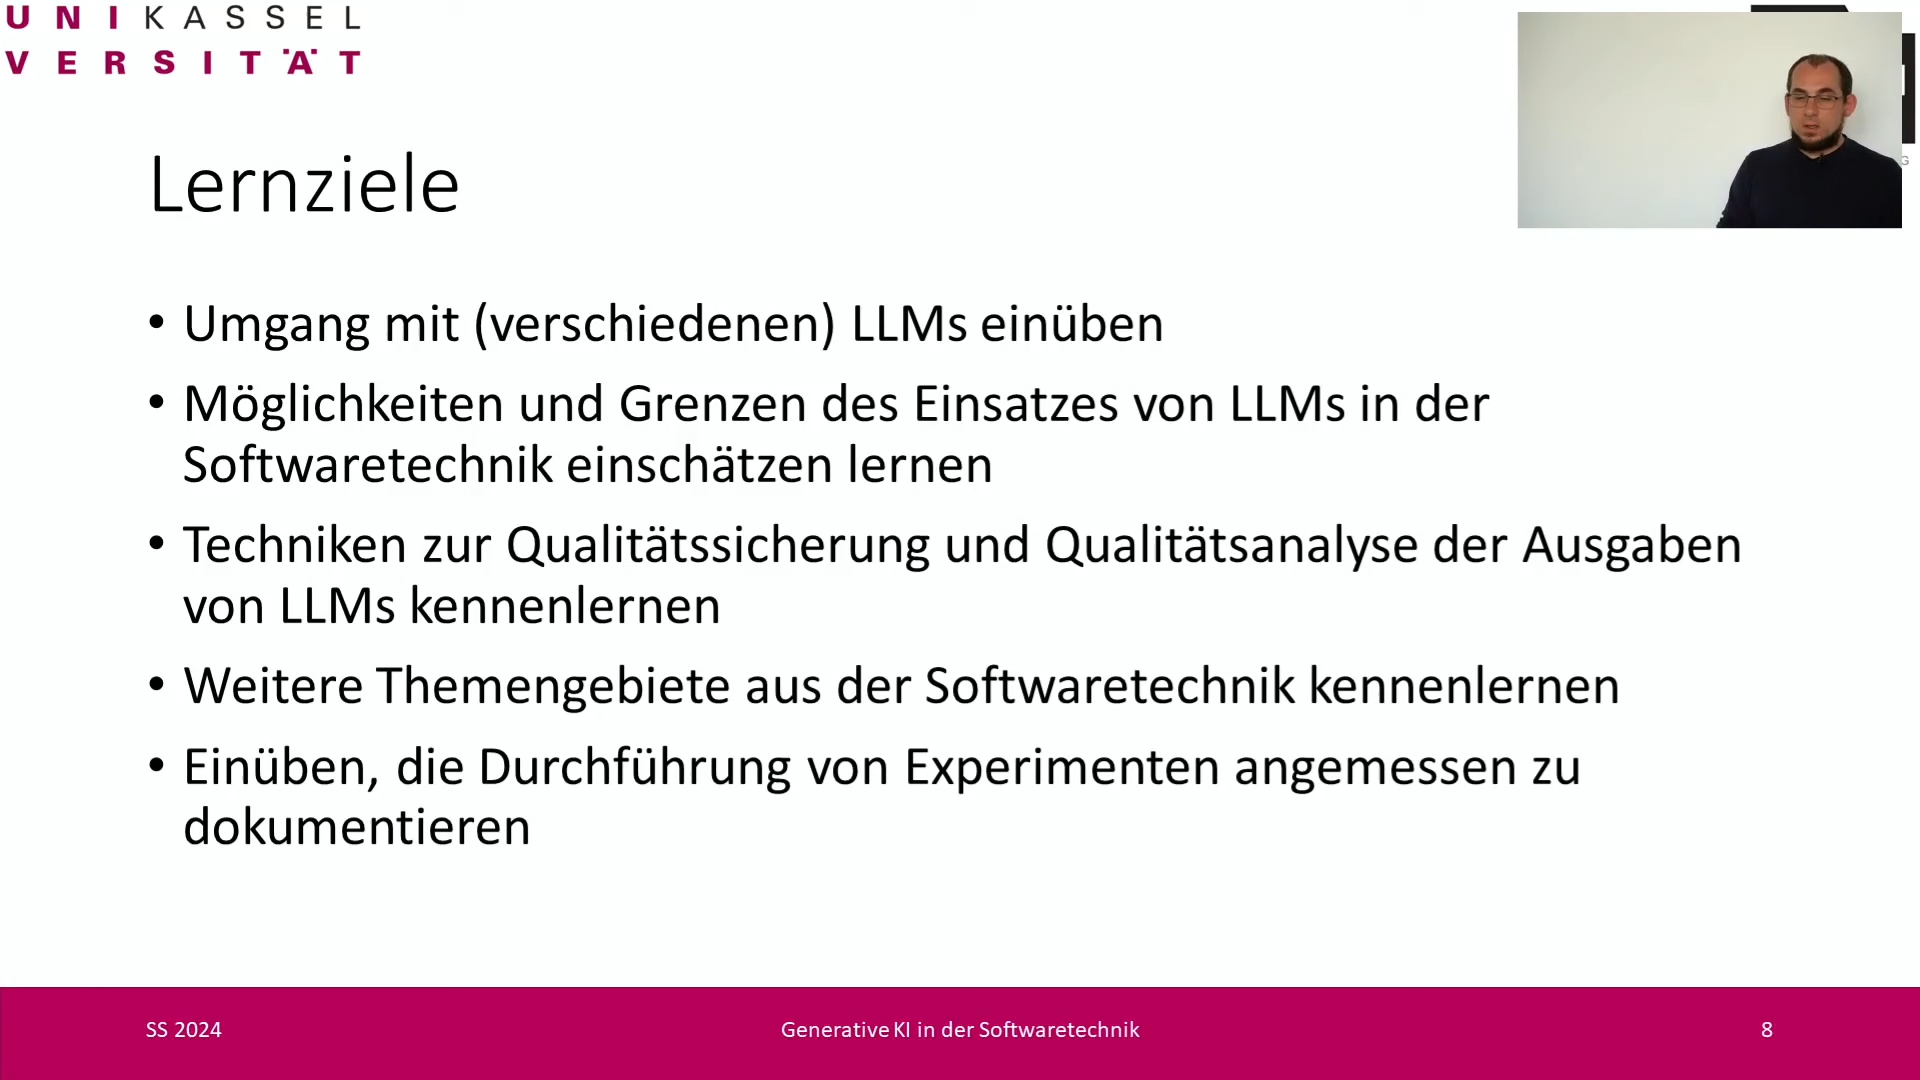 UNIKASSEL
VERSITÄT
Lernziele
• Umgang mit (verschiedenen) LLMs einüben
• Möglichkeiten und Grenzen des Einsatzes von LLMs in der
Softwaretechnik einschätzen lernen
• Techniken zur Qualitätssicherung und Qualitätsanalyse der Ausgaben
von LLMs kennenlernen
• Weitere Themengebiete aus der Softwaretechnik kennenlernen
• Einüben, die Durchführung von Experimenten angemessen zu
dokumentieren
SS 2024
Generative KI in der Softwaretechnik
8